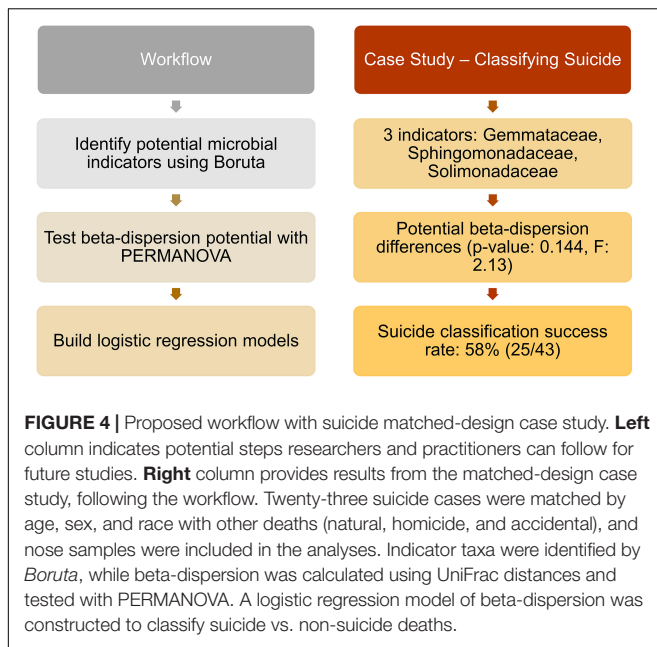 Workflow
Identify potential microbial
indicators using Boruta
Test beta-dispersion potential with
PERMANOVA
Build logistic regression models
Case Study – Classifying Suicide
3 indicators: Gemmataceae,
Sphingomonadaceae,
Solimonadaceae
Potential beta-dispersion
differences (p-value: 0.144, F:
2.13)
Suicide classification success
rate: 58% (25/43)
FIGURE 4 | Proposed workflow with suicide matched-design case study. Left
column indicates potential steps researchers and practitioners can follow for
future studies. Right column provides results from the matched-design case
study, following the workflow. Twenty-three suicide cases were matched by
age, sex, and race with other deaths (natural, homicide, and accidental), and
nose samples were included in the analyses. Indicator taxa were identified by
Boruta, while beta-dispersion was calculated using UniFrac distances and
tested with PERMANOVA. A logistic regression model of beta-dispersion was
constructed to classify suicide vs. non-suicide deaths.